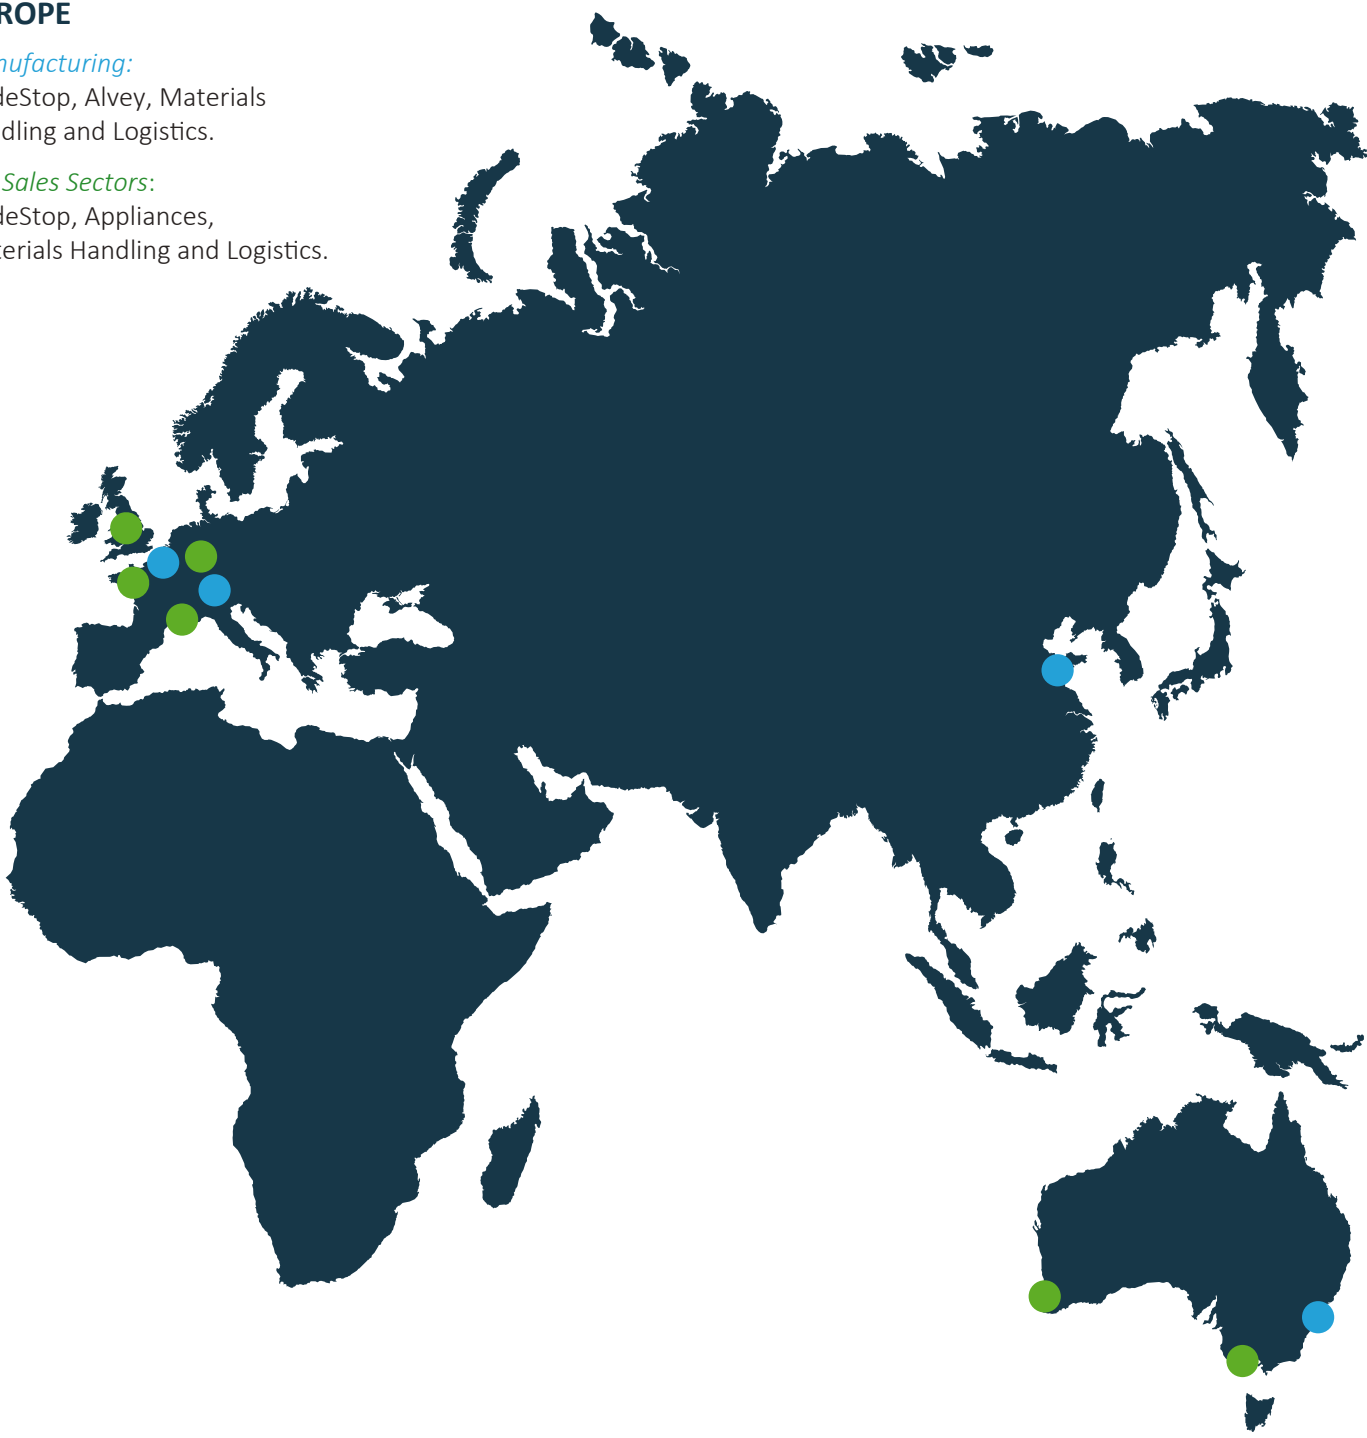 ROPE
nufacturing:
deStop, Alvey, Materials
dling and Logistics.
Sales Sectors:
deStop, Appliances,
terials Handling and Logistics.